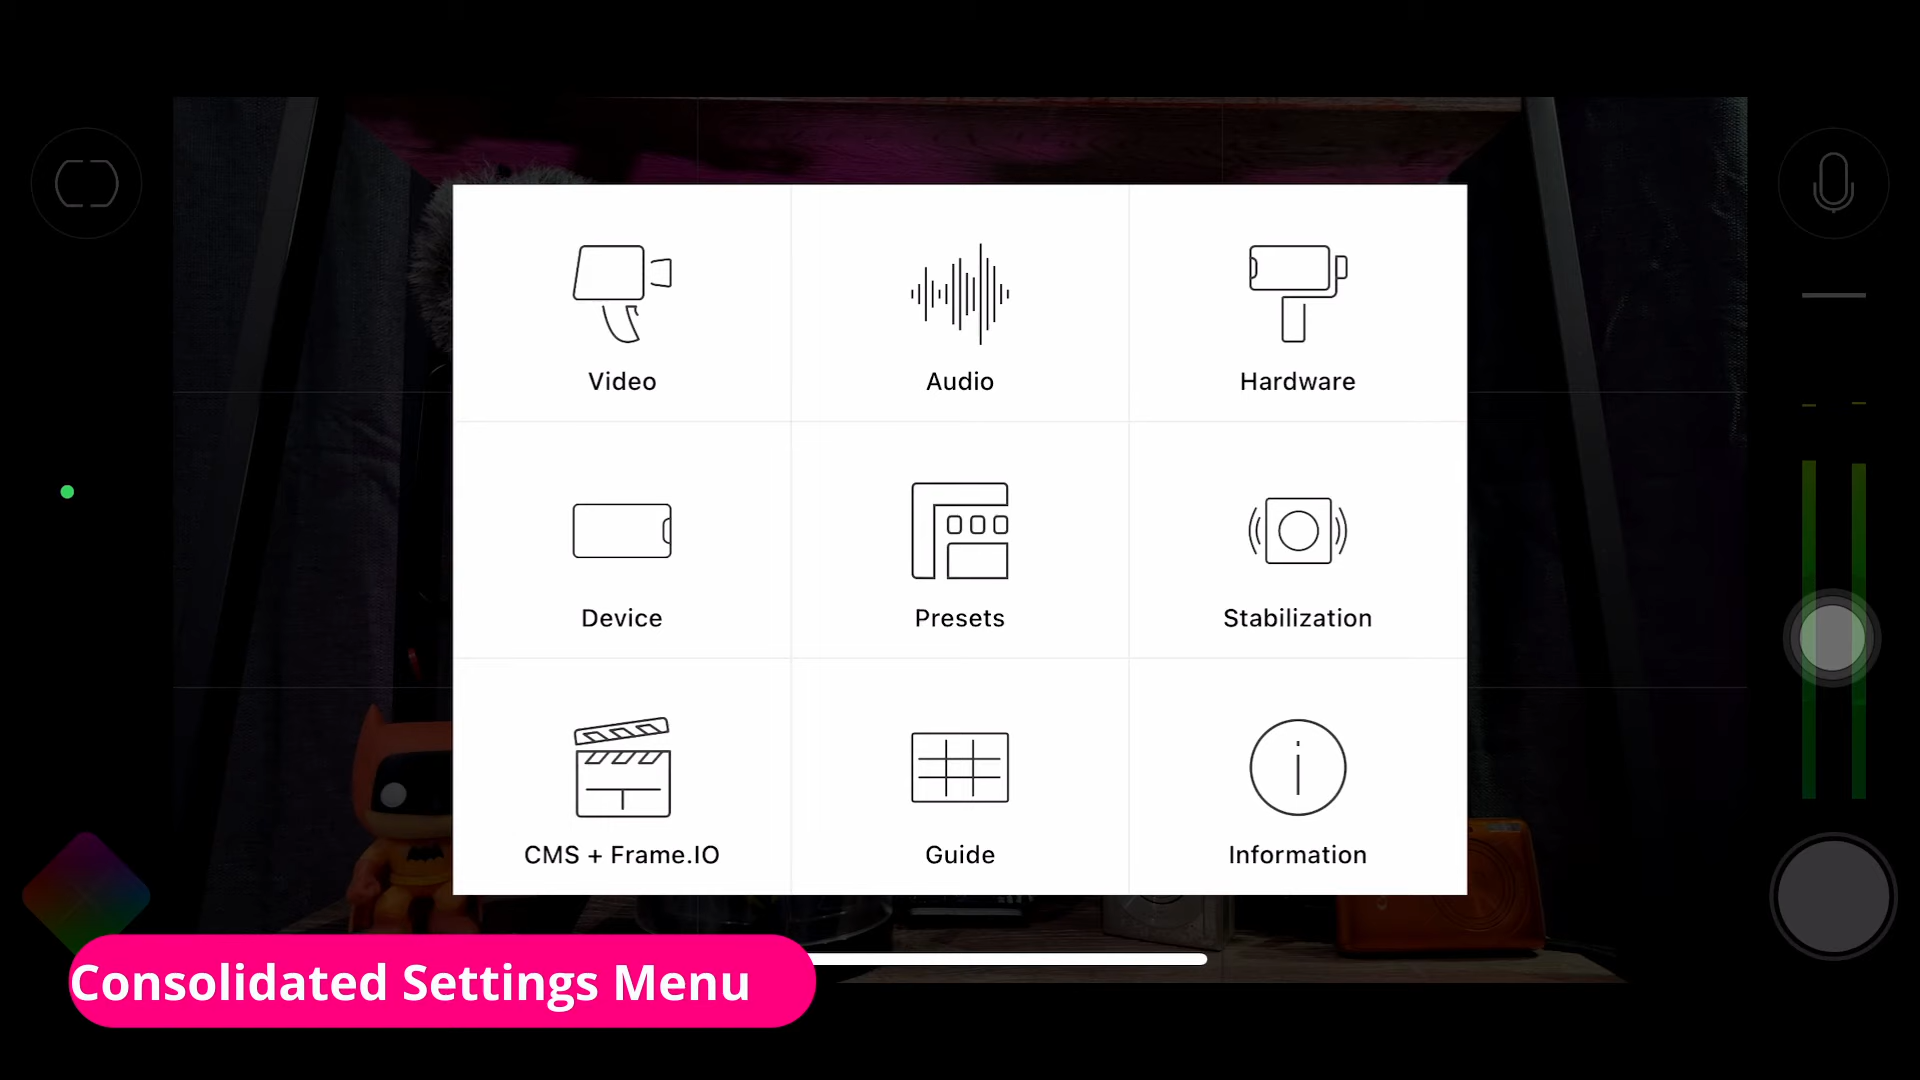 Video
Audio
Hardware
Device
Presets
Stabilization
CMS + Frame.IO
Guide
Information
Consolidated Settings Menu